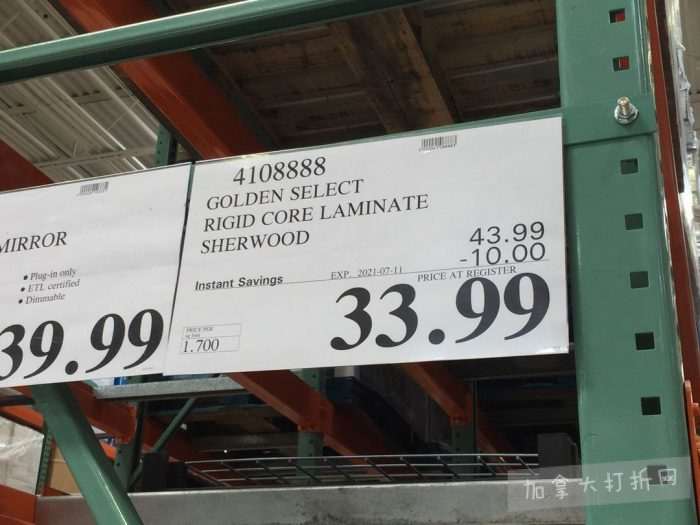 MIRROR
• Plug-in only
• ETL certified
• Dimmable
39.99
4108888
GOLDEN SELECT
RIGID CORE LAMINATE
SHERWOOD
43.99
-10.00
Instant Savings
EXP. 2021-07-11
PRICE AT REGISTER
33.99
PRICE PER
1.700
加拿大打折网